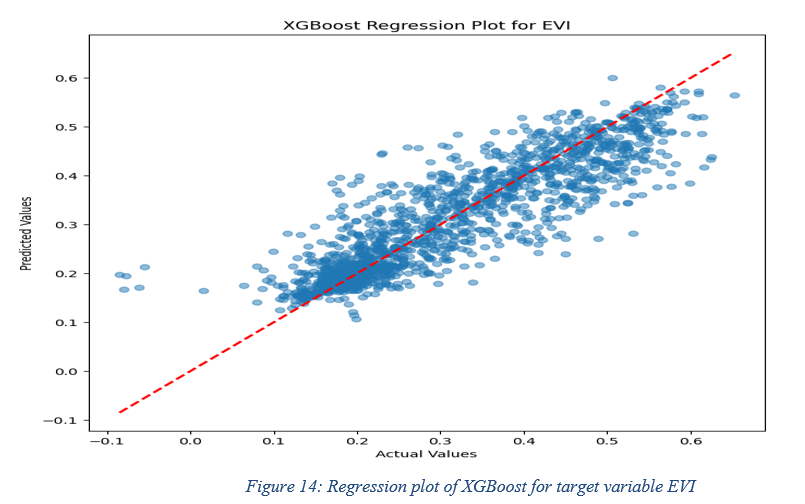 XGBoost Regression Plot for EVI
Predicted Values
0.6
0.5
0.4
0.3
0.2
0.1
0.0
−0.1
−0.1 0.0 0.1 0.2 0.3 0.4 0.5 0.6
Actual Values
Figure 14: Regression plot of XGBoost for target variable EVI